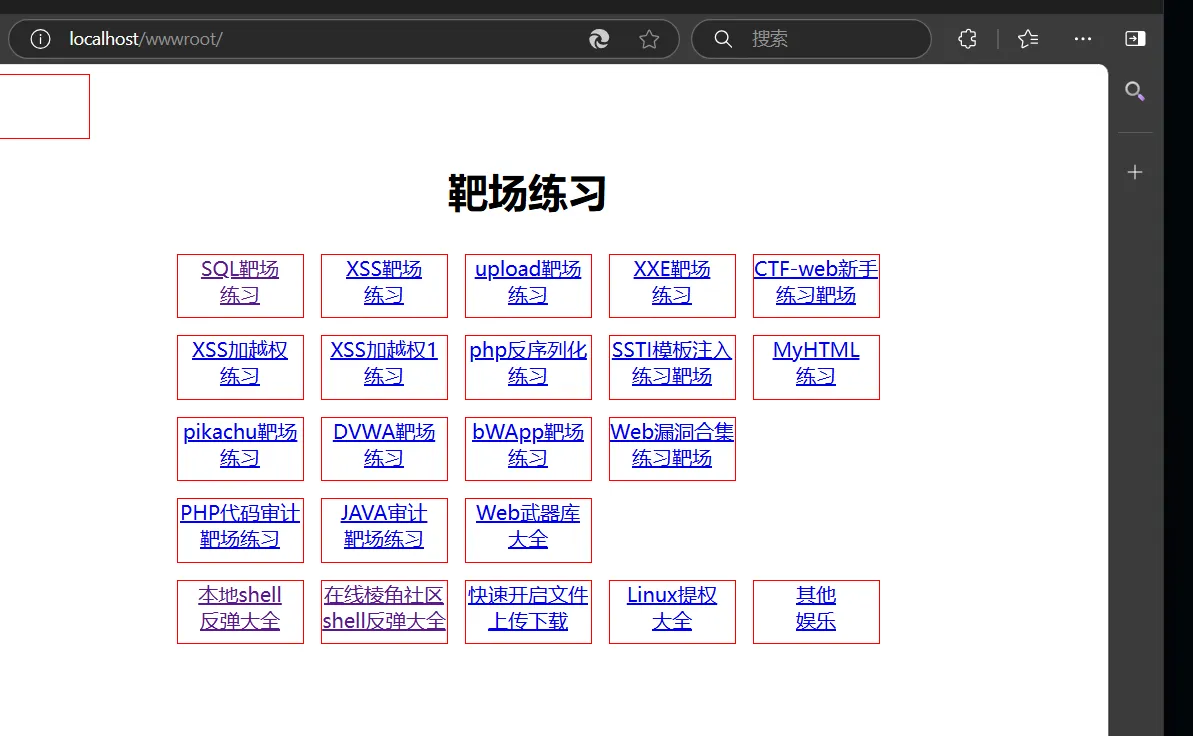 localhost/wwwroot/
搜索
靶场练习
SQL靶场
练习
XSS靶场
练习
upload靶场
练习
XXE靶场
练习
CTF-web新手
练习靶场
XSS加越权
练习
XSS加越权1
练习
php反序列化
练习
SSTI模板注入
练习靶场
MyHTML
练习
pikachu靶场
练习
DVWA靶场
练习
bWApp靶场
练习
Web漏洞合集
练习靶场
PHP代码审计
靶场练习
JAVA审计
靶场练习
Web武器库
大全
本地shell
反弹大全
在线棱角社区
shell反弹大全
快速开启文件
上传下载
Linux提权
大全
其他
娱乐